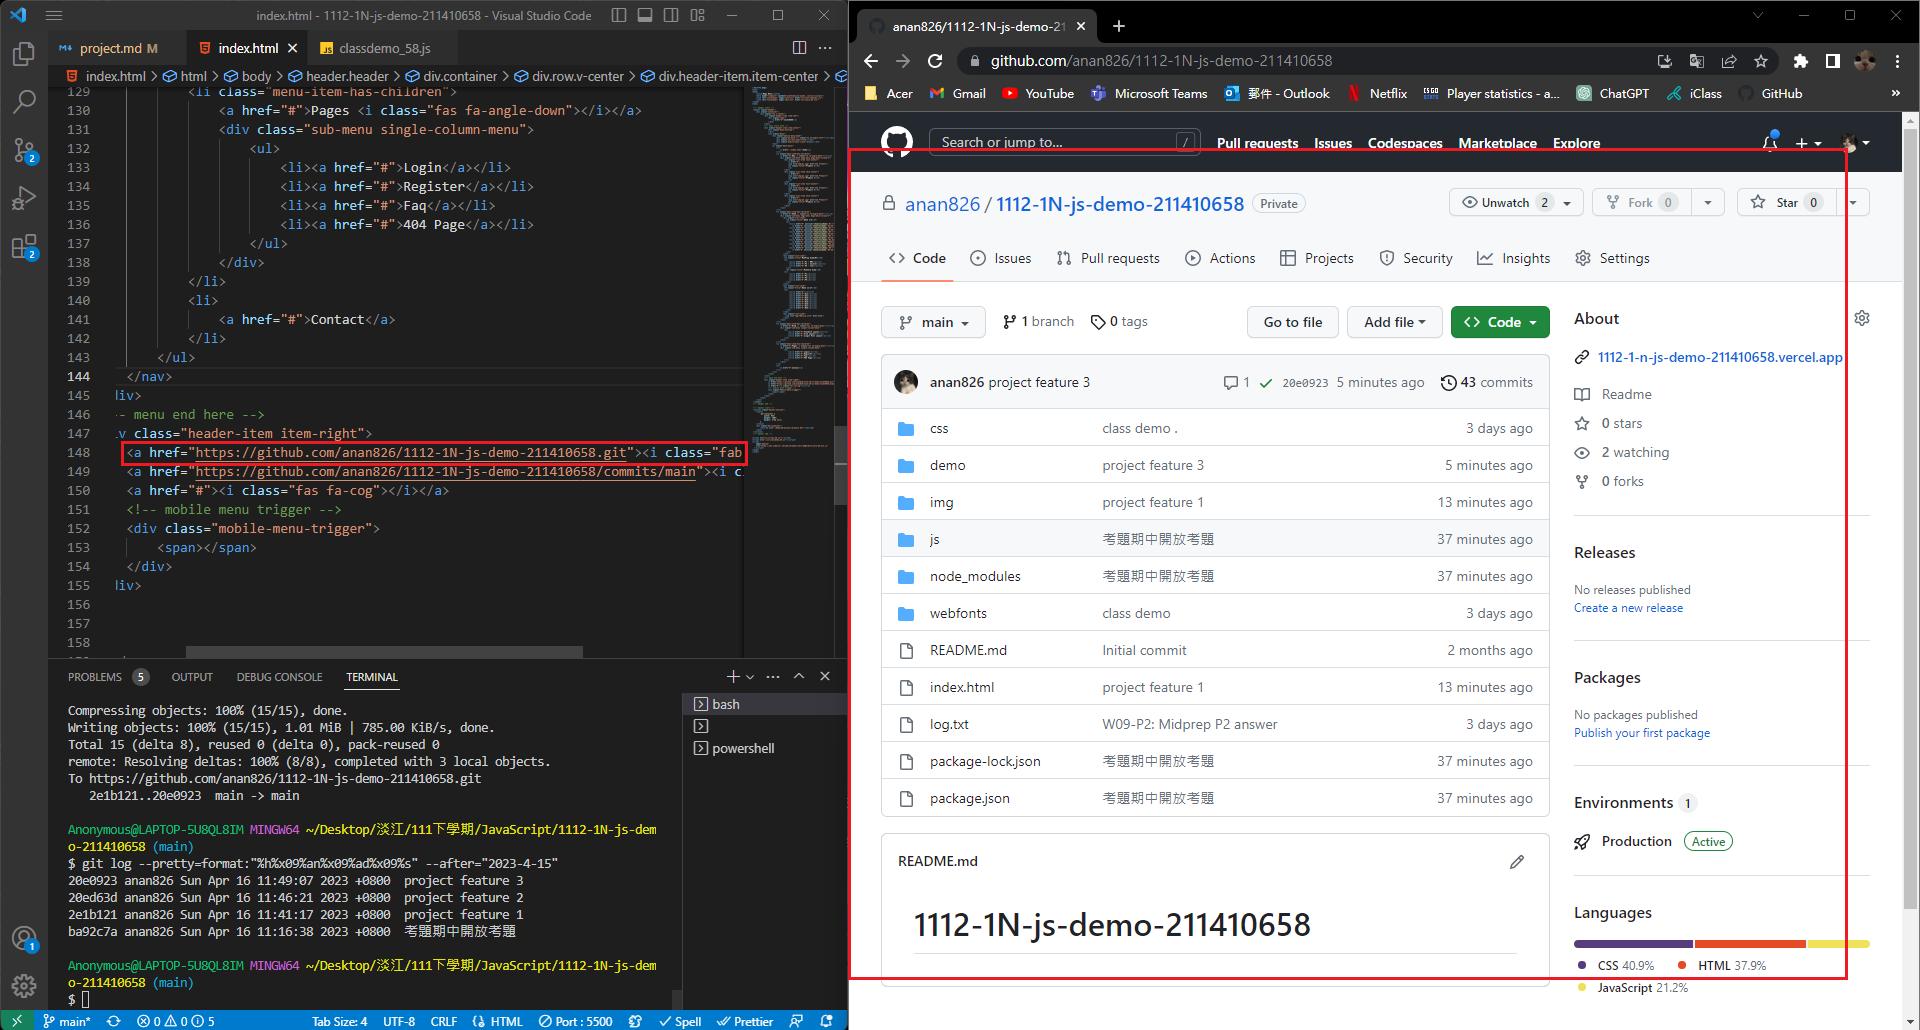 index.html - 1112-1N-js-demo-211410658 - Visual Studio Code
project.md M
index.html
JS classdemo_58.js
index.html > html > body > header.header > div.container > div.row.v-center > div.header-item.item-center >
129 <li class="menu-item-has-children">
130 <a href="#">Pages <i class="fas fa-angle-down"></i></a>
131 <div class="sub-menu single-column-menu">
132 <ul>
133 <li><a href="#">Login</a></li>
134 <li><a href="#">Register</a></li>
135 <li><a href="#">Faq</a></li>
136 <li><a href="#">404 Page</a></li>
137 </ul>
138 </div>
139 </li>
140 <li>
141 <a href="#">Contact</a>
142 </li>
143 </ul>
144 </nav>
145 div>
146 -- menu end here -->
147 v class="header-item item-right">
148 <a href="https://github.com/anan826/1112-1N-js-demo-211410658.git"><i class="fab
149 <a href="https://github.com/anan826/1112-1N-js-demo-211410658/commits/main"><i c
150 <a href="#"><i class="fas fa-cog"></i></a>
151 <!-- mobile menu trigger -->
152 <div class="mobile-menu-trigger">
153 <span></span>
154 </div>
155 div>
156
157
158
PROBLEMS 5 OUTPUT DEBUG CONSOLE TERMINAL
Compressing objects: 100% (15/15), done.
Writing objects: 100% (15/15), 1.01 MiB | 785.00 KiB/s, done.
Total 15 (delta 8), reused 0 (delta 0), pack-reused 0
remote: Resolving deltas: 100% (8/8), completed with 3 local objects.
To https://github.com/anan826/1112-1N-js-demo-211410658.git
2e1b121..20e0923 main -> main
Anonymous@LAPTOP-5U8QL8IM MINGW64 ~/Desktop/淡江/111下學期/JavaScript/1112-1N-js-dem
o-211410658 (main)
$ git log --pretty=format:"%h%x09%an%x09%ad%x09%s" --after="2023-4-15"
20e0923 anan826 Sun Apr 16 11:49:07 2023 +0800 project feature 3
20ed63d anan826 Sun Apr 16 11:46:21 2023 +0800 project feature 2
2e1b121 anan826 Sun Apr 16 11:41:17 2023 +0800 project feature 1
ba92c7a anan826 Sun Apr 16 11:16:38 2023 +0800 考題期中開放考題
Anonymous@LAPTOP-5U8QL8IM MINGW64 ~/Desktop/淡江/111下學期/JavaScript/1112-1N-js-dem
o-211410658 (main)
$
bash
powershell
2
2
1
main* 0 0 5 Tab Size: 4 UTF-8 CRLF HTML Port : 5500 Spell Prettier
anan826/1112-1N-js-demo-21
github.com/anan826/1112-1N-js-demo-211410658
Acer Gmail YouTube Microsoft Teams 郵件 - Outlook Netflix Player statistics - a... ChatGPT iClass GitHub »
Search or jump to... / Pull requests Issues Codespaces Marketplace Explore
anan826 / 1112-1N-js-demo-211410658 Private
Unwatch 2 Fork 0 Star 0
Code Issues Pull requests Actions Projects Security Insights Settings
main 1 branch 0 tags Go to file Add file Code
anan826 project feature 3 1 20e0923 5 minutes ago 43 commits
css class demo . 3 days ago
demo project feature 3 5 minutes ago
img project feature 1 13 minutes ago
js 考題期中開放考題 37 minutes ago
node_modules 考題期中開放考題 37 minutes ago
webfonts class demo 3 days ago
README.md Initial commit 2 months ago
index.html project feature 1 13 minutes ago
log.txt W09-P2: Midprep P2 answer 3 days ago
package-lock.json 考題期中開放考題 37 minutes ago
package.json 考題期中開放考題 37 minutes ago
README.md
1112-1N-js-demo-211410658
About
1112-1-n-js-demo-211410658.vercel.app
Readme
0 stars
2 watching
0 forks
Releases
No releases published
Create a new release
Packages
No packages published
Publish your first package
Environments 1
Production Active
Languages
CSS 40.9% HTML 37.9%
JavaScript 21.2%